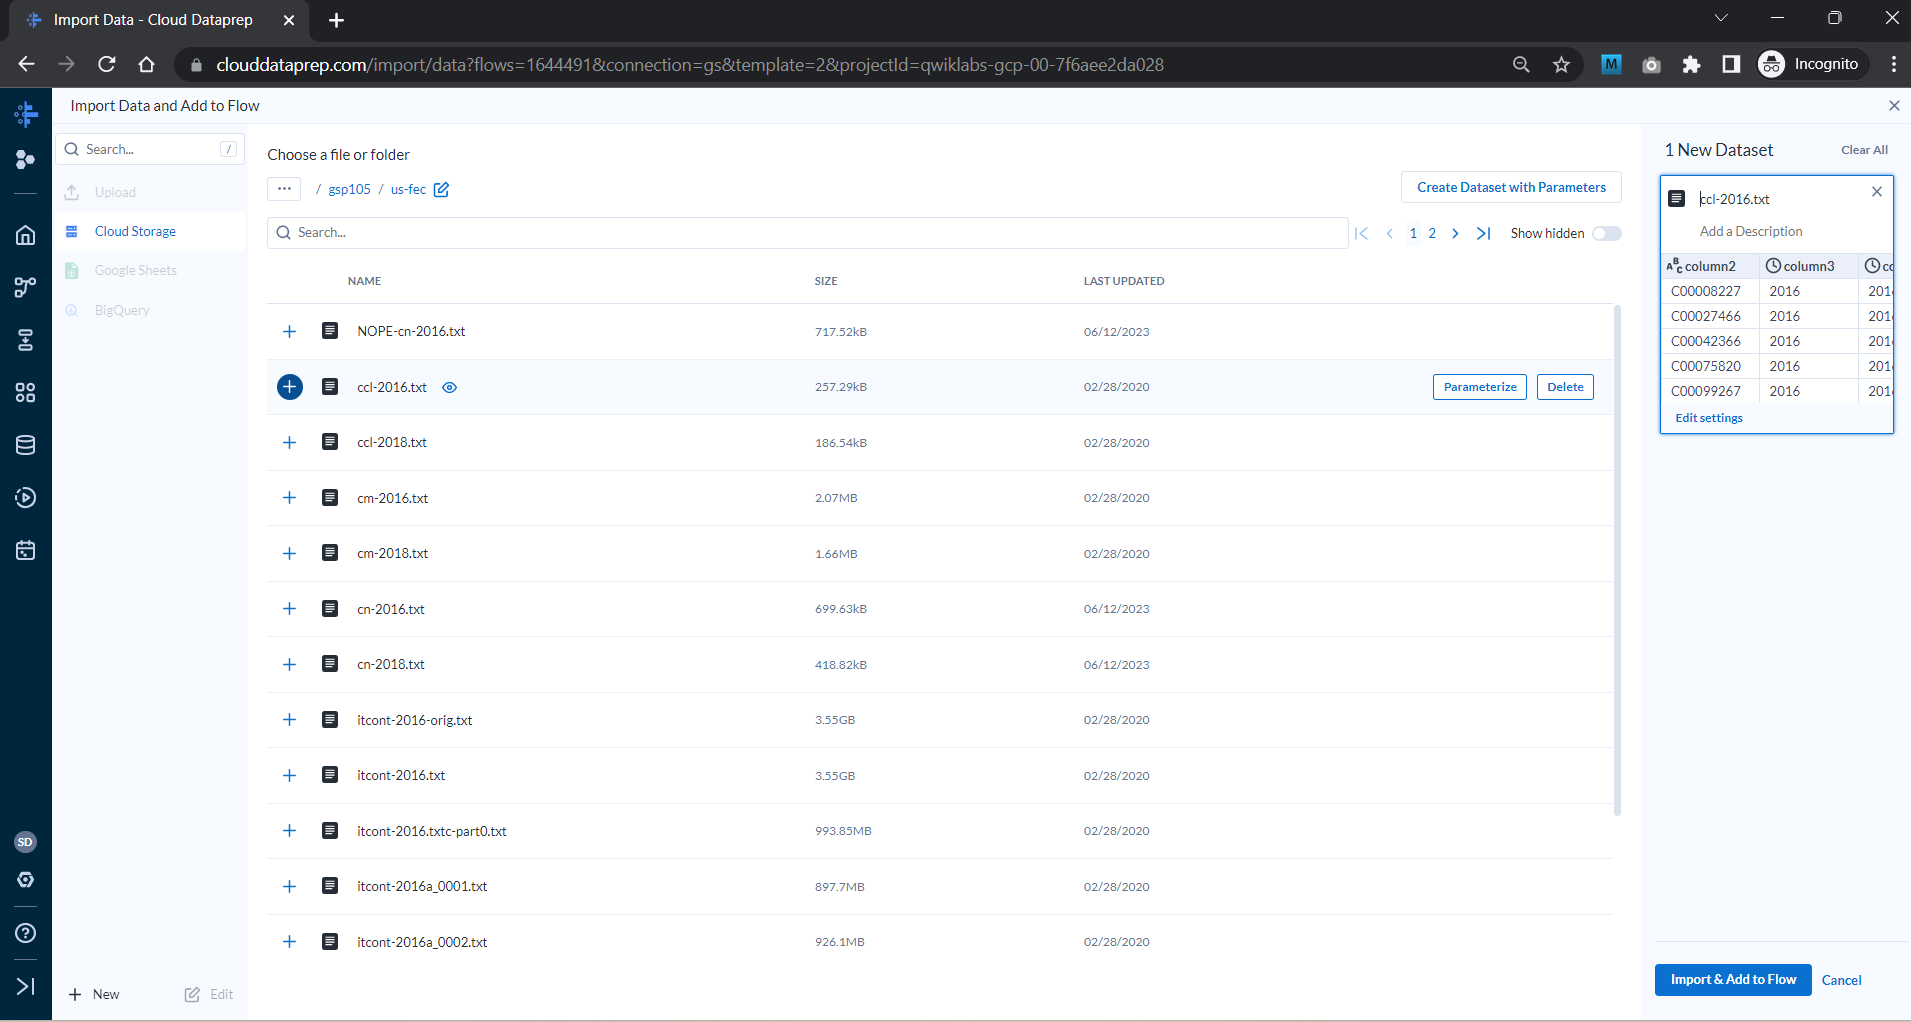 Import Data - Cloud Dataprep
clouddataprep.com/import/data?flows=1644491&connection=gs&template=2&projectId=qwiklabs-gcp-00-7f6aee2da028
M
Incognito
Import Data and Add to Flow
Search... /
Upload
Cloud Storage
Google Sheets
BigQuery
SD
New Edit
Choose a file or folder
... / gsp105 / us-fec
Create Dataset with Parameters
Search...
1 2
Show hidden
NAME SIZE LAST UPDATED
NOPE-cn-2016.txt 717.52kB 06/12/2023
ccl-2016.txt 257.29kB 02/28/2020 Parameterize Delete
ccl-2018.txt 186.54kB 02/28/2020
cm-2016.txt 2.07MB 02/28/2020
cm-2018.txt 1.66MB 02/28/2020
cn-2016.txt 699.63kB 06/12/2023
cn-2018.txt 418.82kB 06/12/2023
itcont-2016-orig.txt 3.55GB 02/28/2020
itcont-2016.txt 3.55GB 02/28/2020
itcont-2016.txtc-part0.txt 993.85MB 02/28/2020
itcont-2016a_0001.txt 897.7MB 02/28/2020
itcont-2016a_0002.txt 926.1MB 02/28/2020
1 New Dataset Clear All
ccl-2016.txt
Add a Description
ABC column2 column3
C00008227 2016
C00027466 2016
C00042366 2016
C00075820 2016
C00099267 2016
Edit settings
Import & Add to Flow Cancel